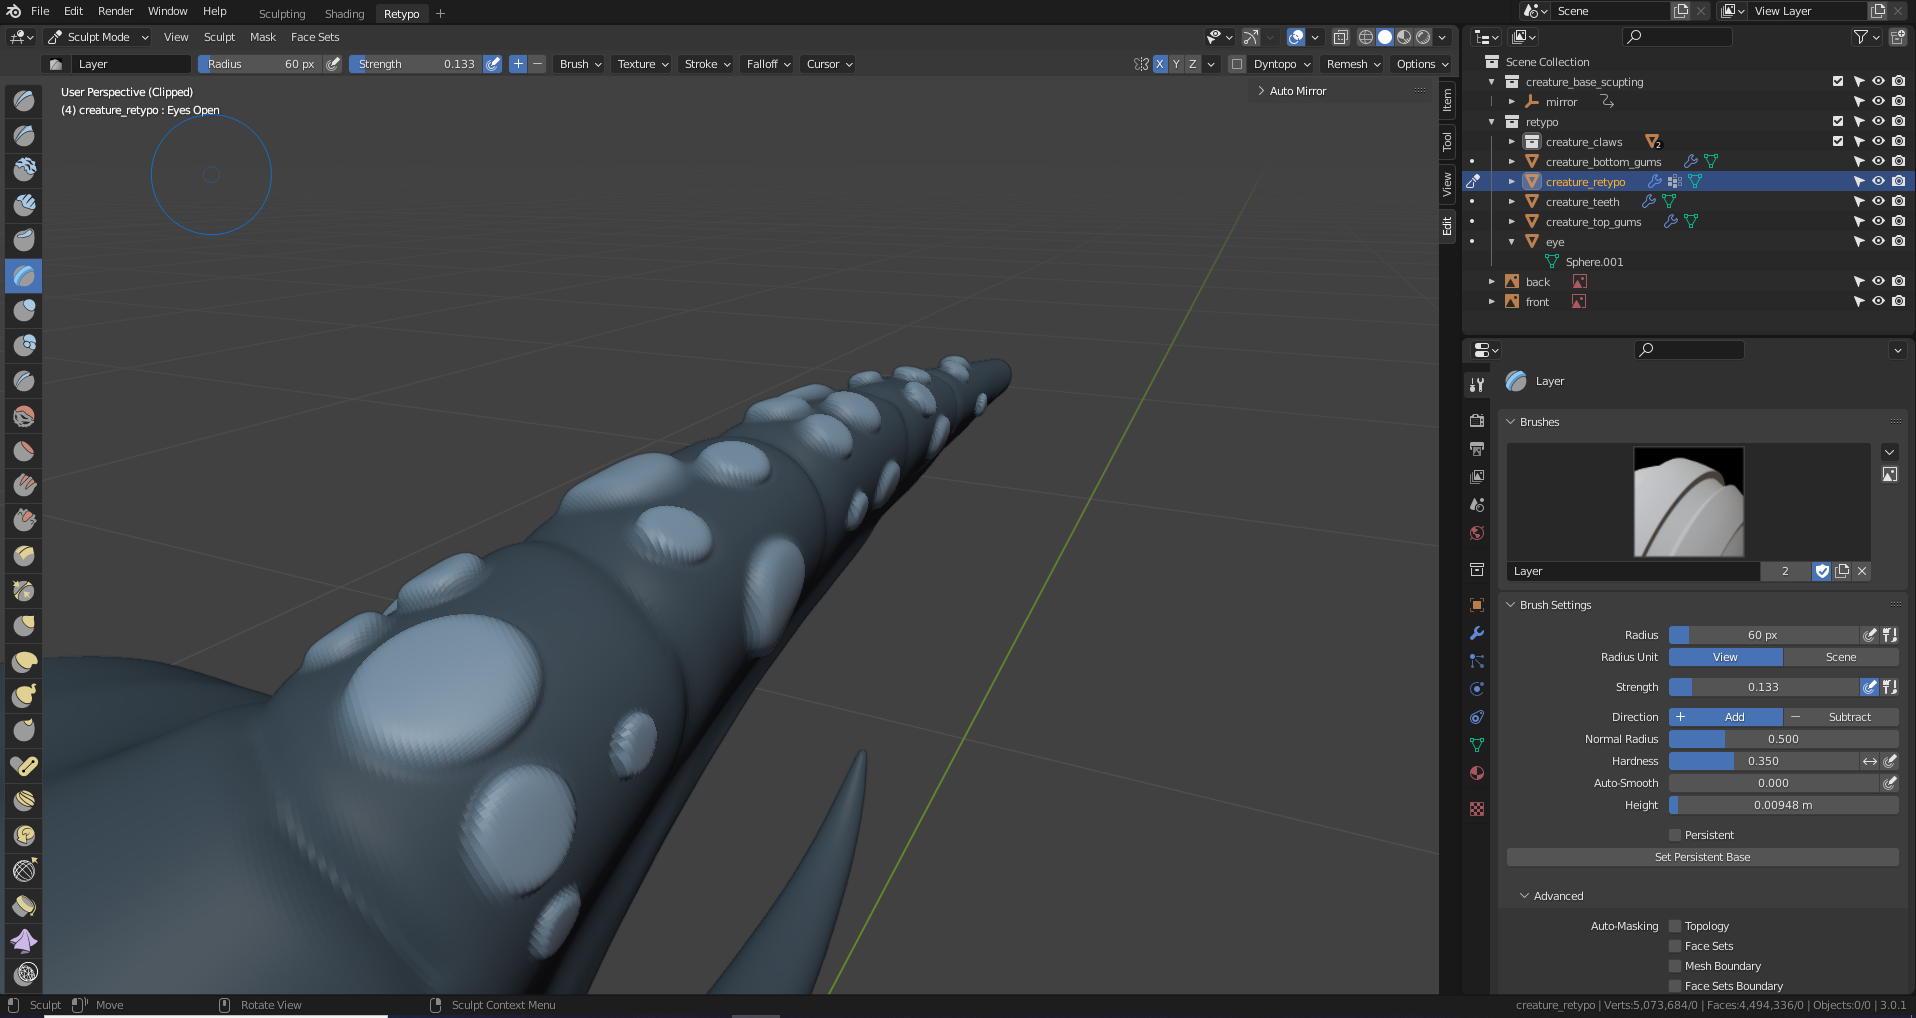 File Edit Render Window Help Sculpting Shading Retypo + Scene View Layer
Sculpt Mode View Sculpt Mask Face Sets
Layer Radius 60 px Strength 0.133 Brush Texture Stroke Falloff Cursor X Y Z Dyntopo Remesh Options
User Perspective (Clipped)
(4) creature_retypo : Eyes Open
Auto Mirror
Item
Tool
View
Edit
Scene Collection
creature_base_scupting
mirror
retypo
creature_claws 2
creature_bottom_gums
creature_retypo
creature_teeth
creature_top_gums
eye
Sphere.001
back
front
Layer
Brushes
Layer 2
Brush Settings
Radius 60 px
Radius Unit View Scene
Strength 0.133
Direction Add Subtract
Normal Radius 0.500
Hardness 0.350
Auto-Smooth 0.000
Height 0.00948 m
Persistent
Set Persistent Base
Advanced
Auto-Masking Topology
Face Sets
Mesh Boundary
Face Sets Boundary
Sculpt Move Rotate View Sculpt Context Menu creature_retypo | Verts:5,073,684/0 | Faces:4,494,336/0 | Objects:0/0 | 3.0.1